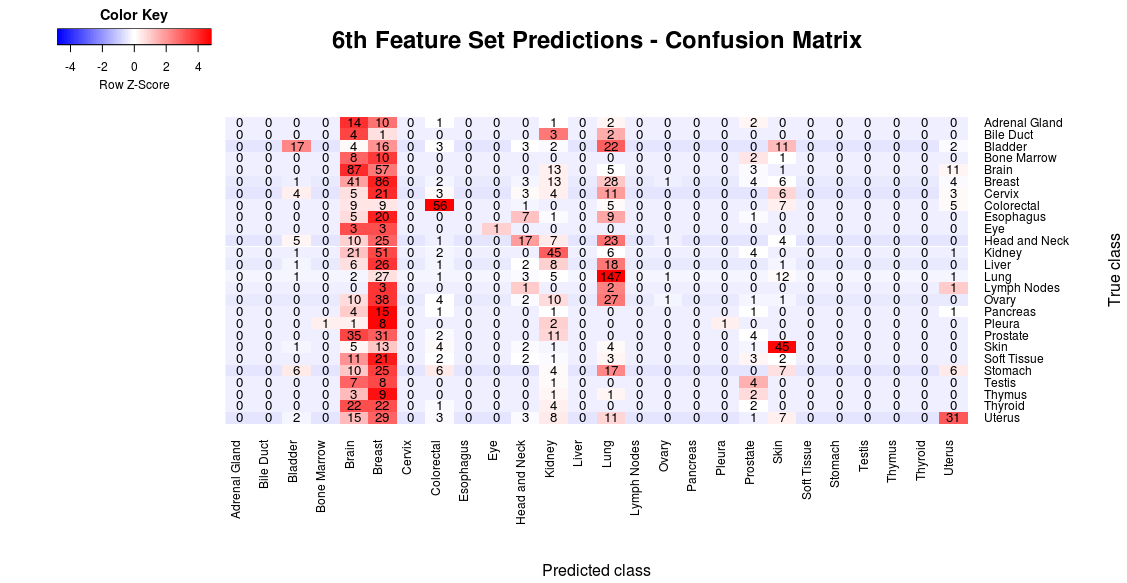 Color Key
-4 -2 0 2 4
Row Z-Score
6th Feature Set Predictions - Confusion Matrix
0 0 0 0 14 10 0 1 0 0 0 1 0 2 0 0 0 0 2 0 0 0 0 0 0 0 Adrenal Gland
0 0 0 0 4 1 0 0 0 0 0 3 0 2 0 0 0 0 0 0 0 0 0 0 0 0 Bile Duct
0 0 17 0 4 16 0 3 0 0 3 2 0 22 0 0 0 0 0 11 0 0 0 0 0 2 Bladder
0 0 0 0 8 10 0 0 0 0 0 0 0 0 0 0 0 0 2 1 0 0 0 0 0 0 Bone Marrow
0 0 0 0 87 57 0 0 0 0 0 13 0 5 0 0 0 0 3 1 0 0 0 0 0 11 Brain
0 0 1 0 41 86 0 2 0 0 3 13 0 28 0 1 0 0 4 6 0 0 0 0 0 4 Breast
0 0 4 0 5 21 0 3 0 0 3 4 0 11 0 0 0 0 0 6 0 0 0 0 0 3 Cervix
0 0 0 0 9 9 0 56 0 0 1 0 0 5 0 0 0 0 0 7 0 0 0 0 0 5 Colorectal
0 0 0 0 5 20 0 0 0 0 7 1 0 9 0 0 0 0 1 0 0 0 0 0 0 0 Esophagus
0 0 0 0 3 3 0 0 0 1 0 0 0 0 0 0 0 0 0 0 0 0 0 0 0 0 Eye
0 0 5 0 10 25 0 1 0 0 17 7 0 23 0 1 0 0 0 4 0 0 0 0 0 0 Head and Neck
0 0 1 0 21 51 0 2 0 0 0 45 0 6 0 0 0 0 4 0 0 0 0 0 0 1 Kidney
0 0 1 0 6 26 0 1 0 0 2 8 0 18 0 0 0 0 0 1 0 0 0 0 0 0 Liver
0 0 1 0 2 27 0 1 0 0 3 5 0 147 0 1 0 0 0 12 0 0 0 0 0 1 Lung
0 0 0 0 0 3 0 0 0 0 1 0 0 2 0 0 0 0 0 0 0 0 0 0 0 1 Lymph Nodes
0 0 0 0 10 38 0 4 0 0 2 10 0 27 0 1 0 0 1 1 0 0 0 0 0 0 Ovary
0 0 0 0 4 15 0 1 0 0 0 1 0 0 0 0 0 0 1 0 0 0 0 0 0 1 Pancreas
0 0 0 1 1 8 0 0 0 0 0 2 0 0 0 0 0 1 0 0 0 0 0 0 0 0 Pleura
0 0 0 0 35 31 0 2 0 0 0 11 0 0 0 0 0 0 4 0 0 0 0 0 0 0 Prostate
0 0 1 0 5 13 0 4 0 0 2 1 0 4 0 0 0 0 1 45 0 0 0 0 0 0 Skin
0 0 0 0 11 21 0 2 0 0 2 1 0 3 0 0 0 0 3 2 0 0 0 0 0 0 Soft Tissue
0 0 6 0 10 25 0 6 0 0 0 4 0 17 0 0 0 0 0 7 0 0 0 0 0 6 Stomach
0 0 0 0 7 8 0 0 0 0 0 1 0 0 0 0 0 0 4 0 0 0 0 0 0 0 Testis
0 0 0 0 3 9 0 0 0 0 0 1 0 1 0 0 0 0 2 0 0 0 0 0 0 0 Thymus
0 0 0 0 22 22 0 1 0 0 0 4 0 0 0 0 0 0 2 0 0 0 0 0 0 0 Thyroid
0 0 2 0 15 29 0 3 0 0 3 8 0 11 0 0 0 0 1 7 0 0 0 0 0 31 Uterus
True class
Adrenal Gland
Bile Duct
Bladder
Bone Marrow
Brain
Breast
Cervix
Colorectal
Esophagus
Eye
Head and Neck
Kidney
Liver
Lung
Lymph Nodes
Ovary
Pancreas
Pleura
Prostate
Skin
Soft Tissue
Stomach
Testis
Thymus
Thyroid
Uterus
Predicted class